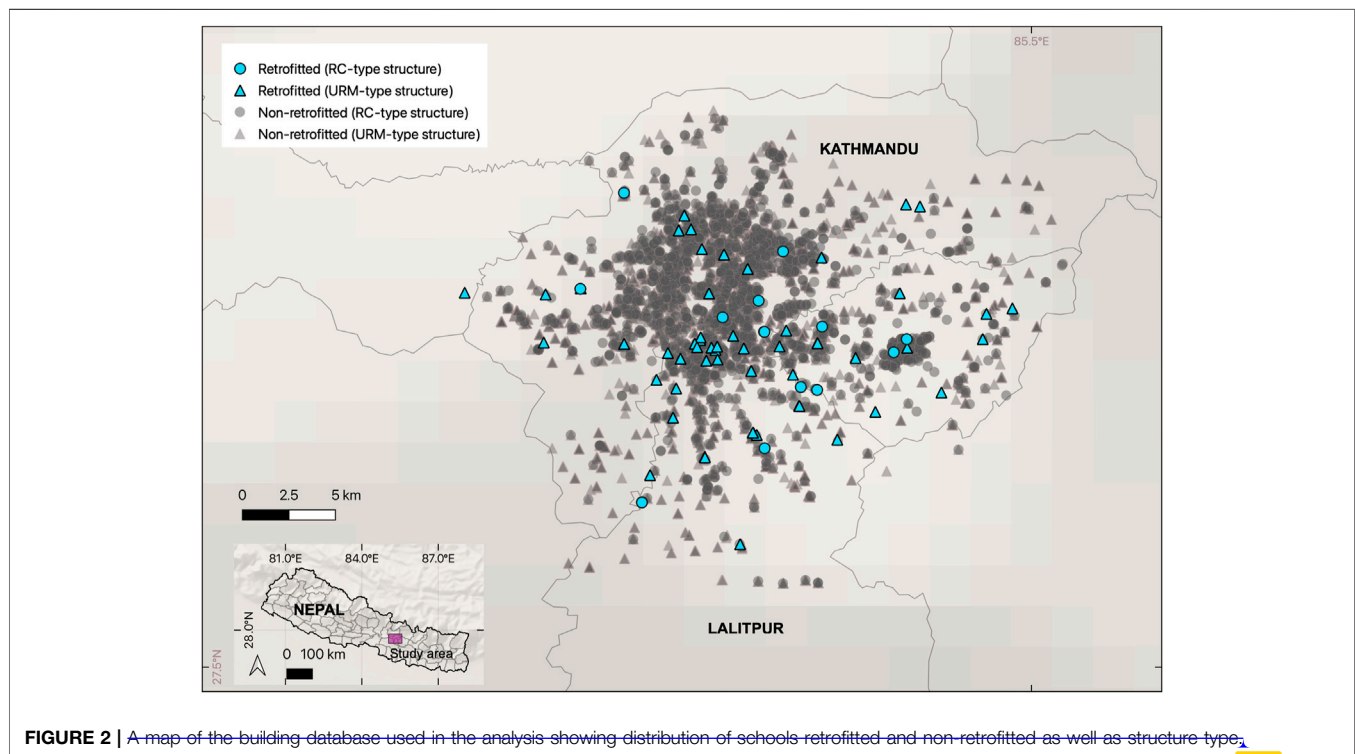 85.5°E
Retrofitted (RC-type structure)
Retrofitted (URM-type structure)
Non-retrofitted (RC-type structure)
Non-retrofitted (URM-type structure)
KATHMANDU
0 2.5 5 km
81.0°E 84.0°E 87.0°E
NEPAL
28.0°N
Study area
0 100 km
LALITPUR
27.5°N
FIGURE 2 | A map of the building database used in the analysis showing distribution of schools retrofitted and non-retrofitted as well as structure type.